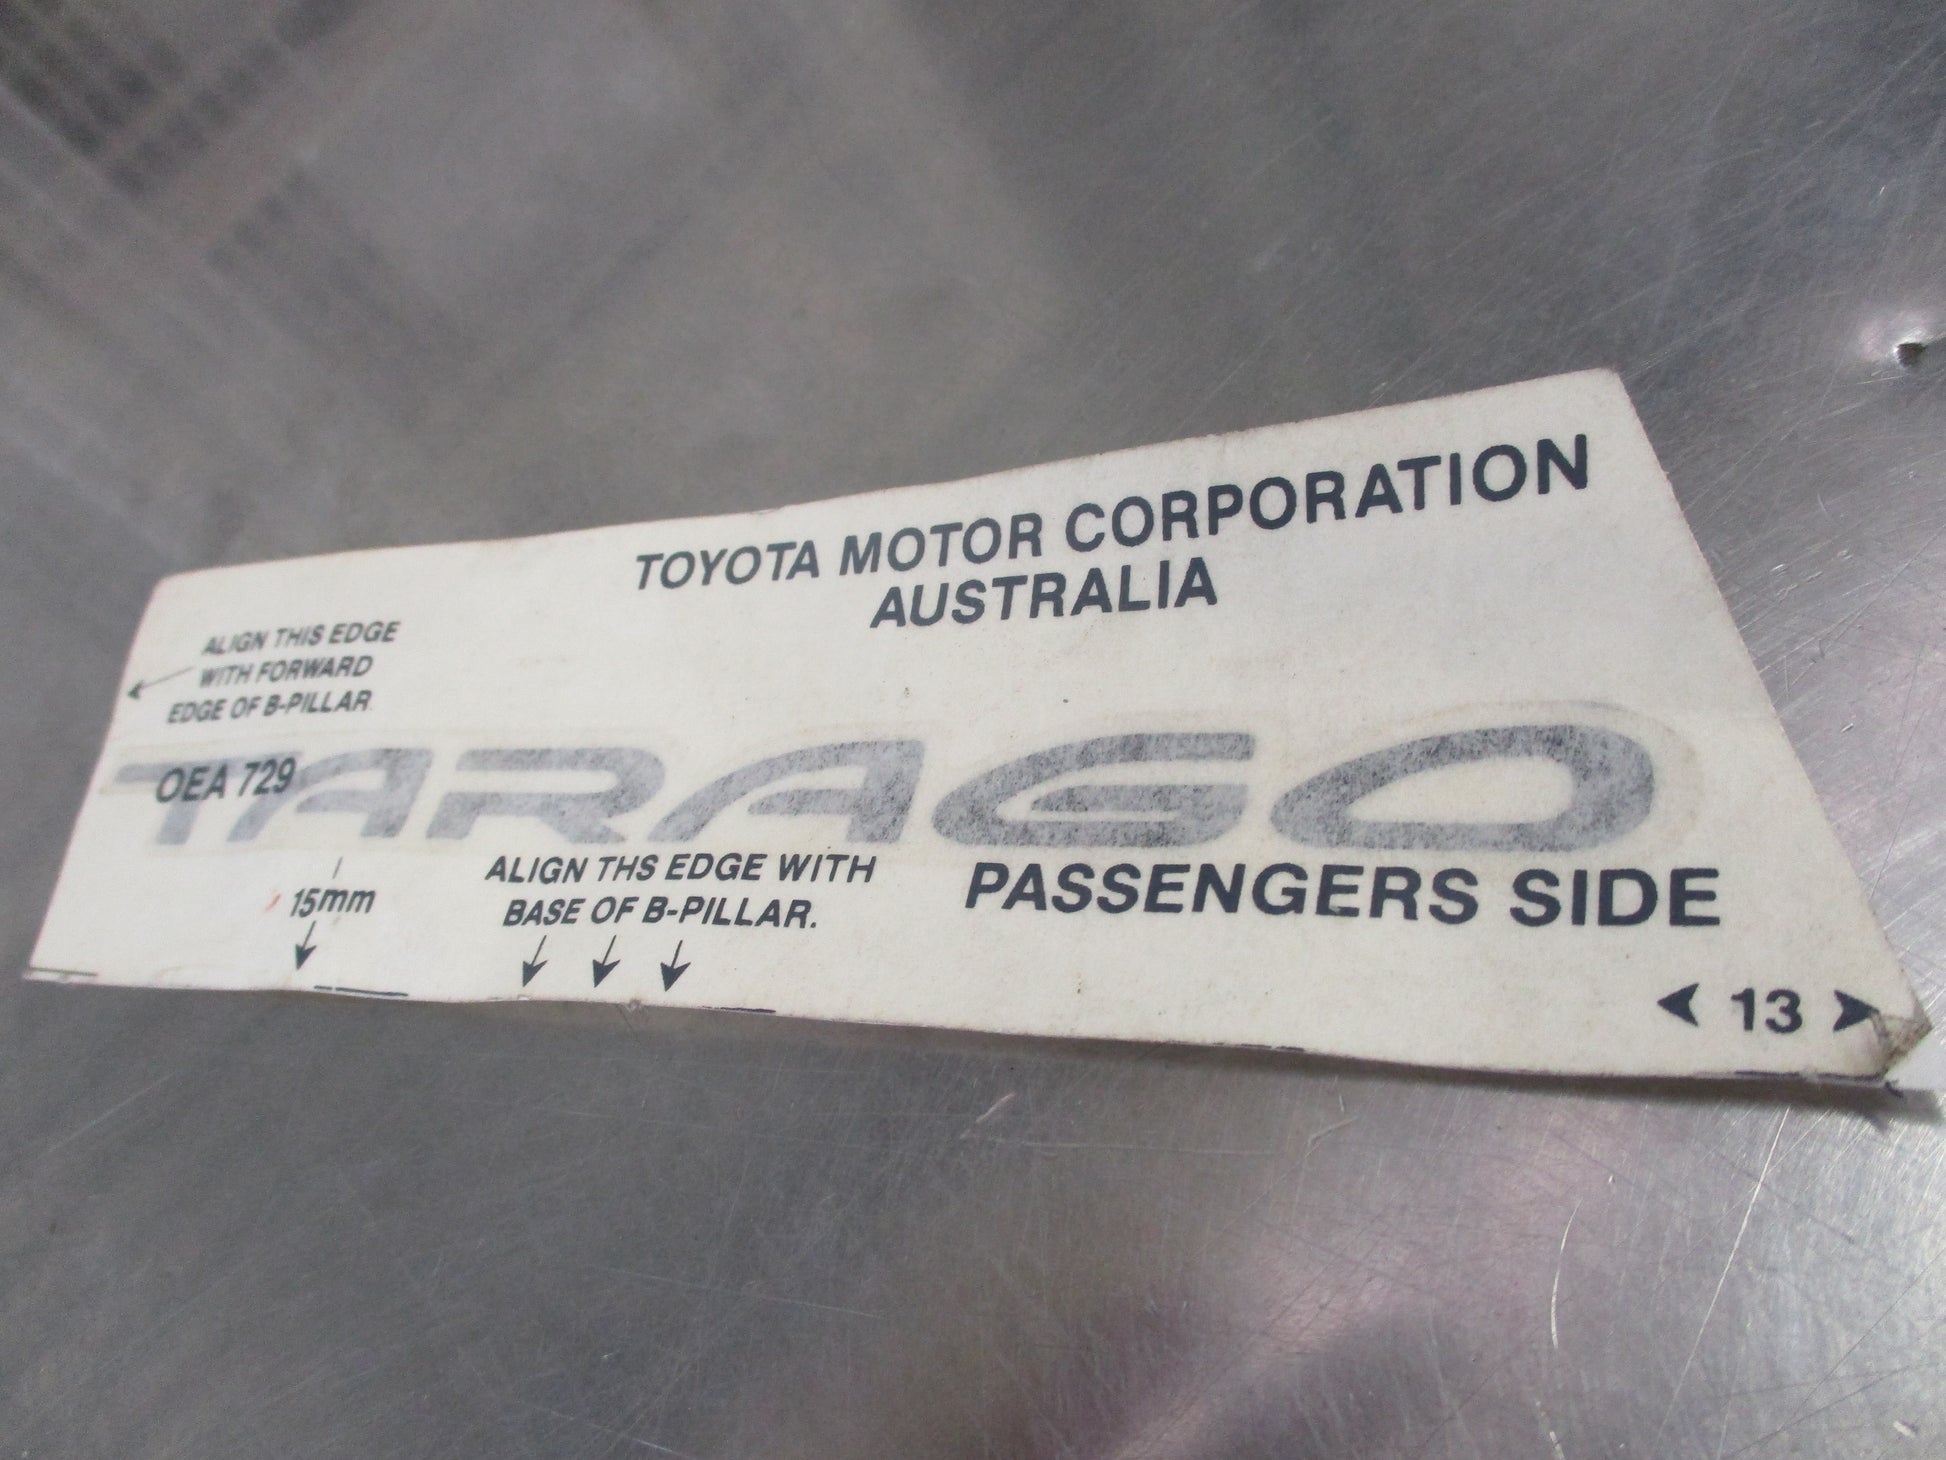 TOYOTA MOTOR CORPORATION
AUSTRALIA
ALIGN THIS EDGE
WITH FORWARD
EDGE OF B-PILLAR
TARAGO
OEA 729
15mm
ALIGN THS EDGE WITH
BASE OF B-PILLAR.
PASSENGERS SIDE
13